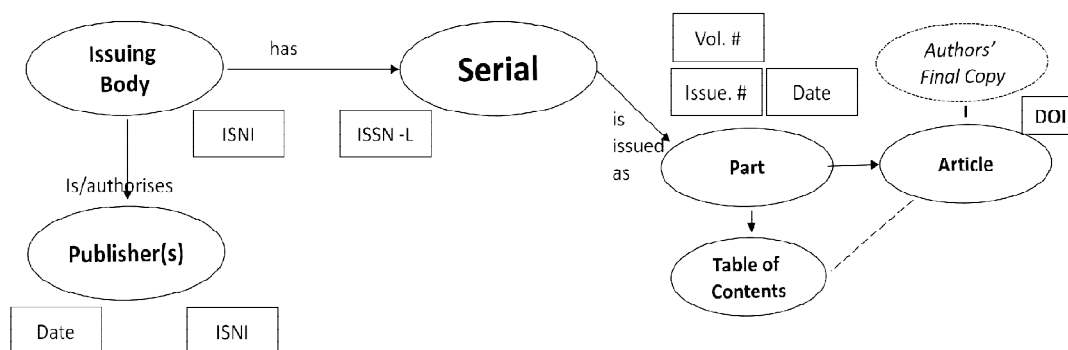 Issuing
Body
has
Serial
Vol. #
Issue. #
Date
Authors'
Final Copy
DOI
ISNI
ISSN -L
is
issued
as
Part
Article
Is/authorises
Publisher(s)
Table of
Contents
Date
ISNI